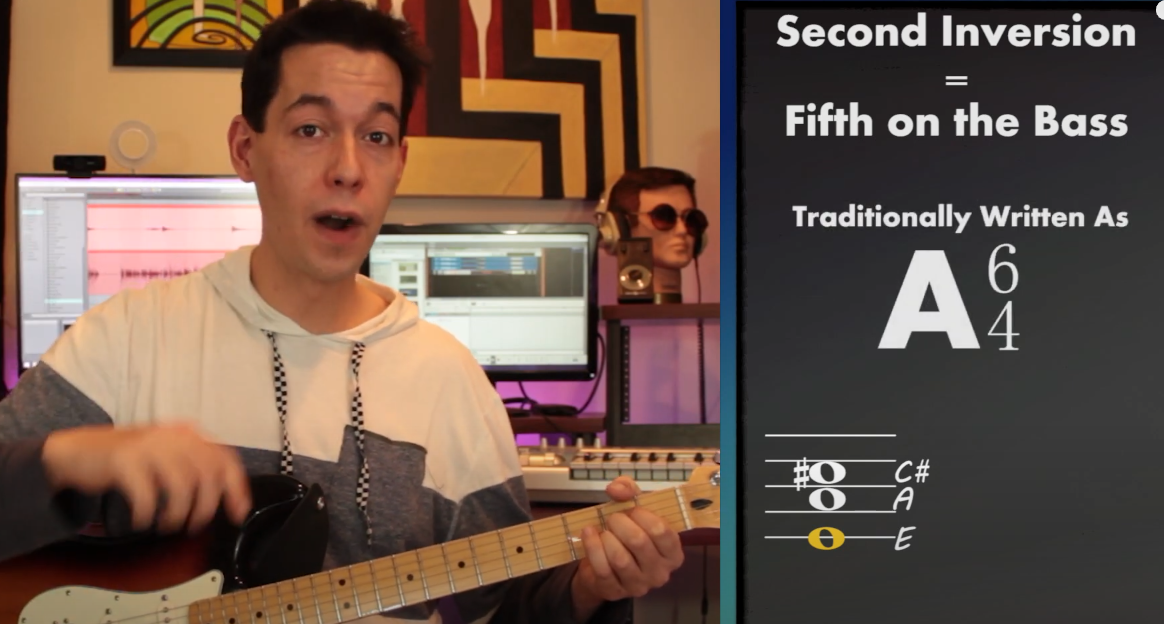 Second Inversion
=
Fifth on the Bass
Traditionally Written As
A 6
4
C#
A
E